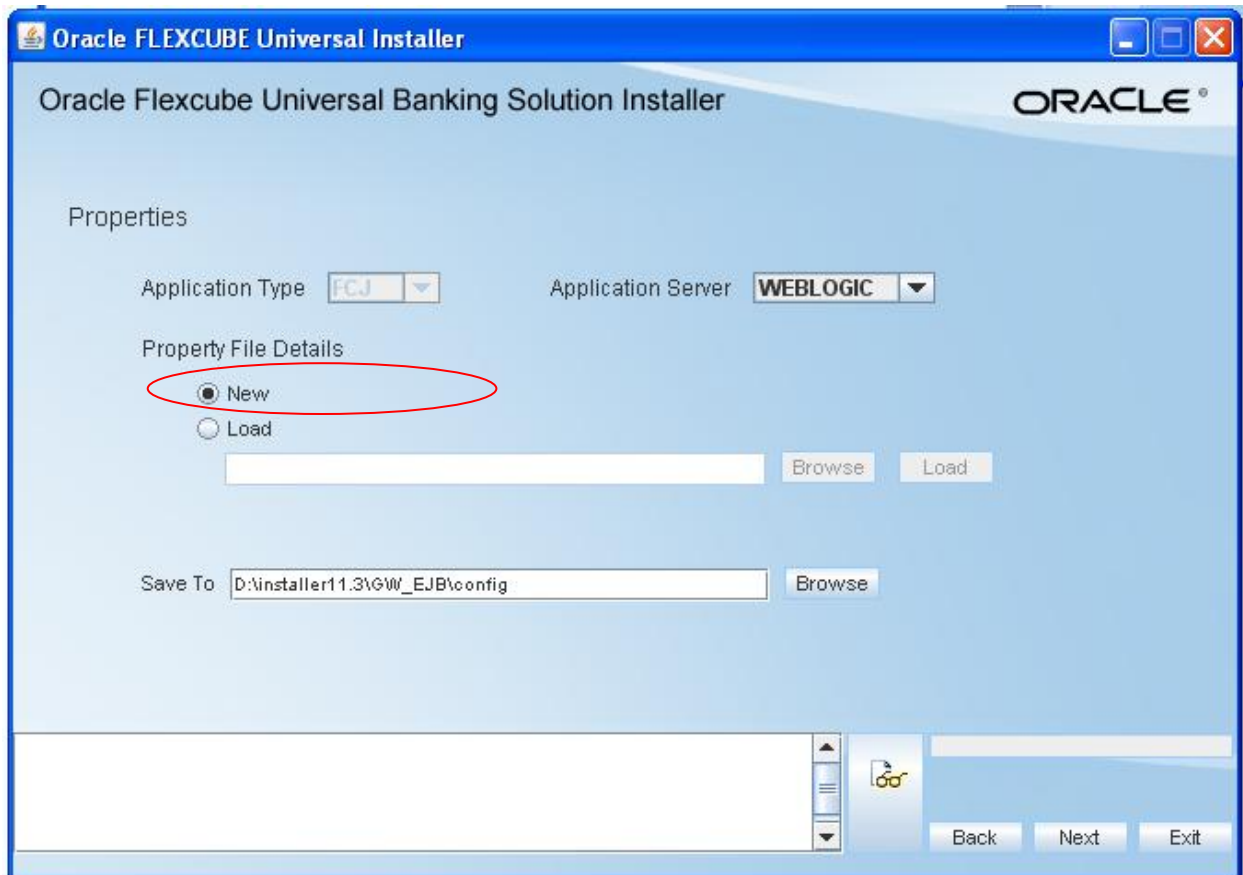 Oracle FLEXCUBE Universal Installer
Oracle Flexcube Universal Banking Solution Installer
ORACLE®
Properties
Application Type FCJ Application Server WEBLOGIC
Property File Details
New
Load
Browse Load
Save To D:\installer11.3\GW_EJB\config Browse
Back Next Exit